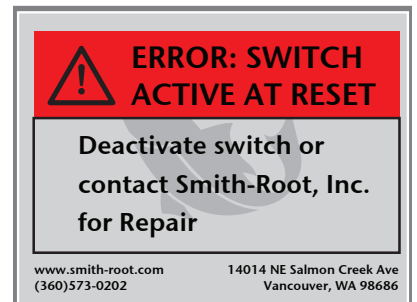 ERROR: SWITCH
ACTIVE AT RESET
Deactivate switch or
contact Smith-Root, Inc.
for Repair
www.smith-root.com
(360)573-0202
14014 NE Salmon Creek Ave
Vancouver, WA 98686